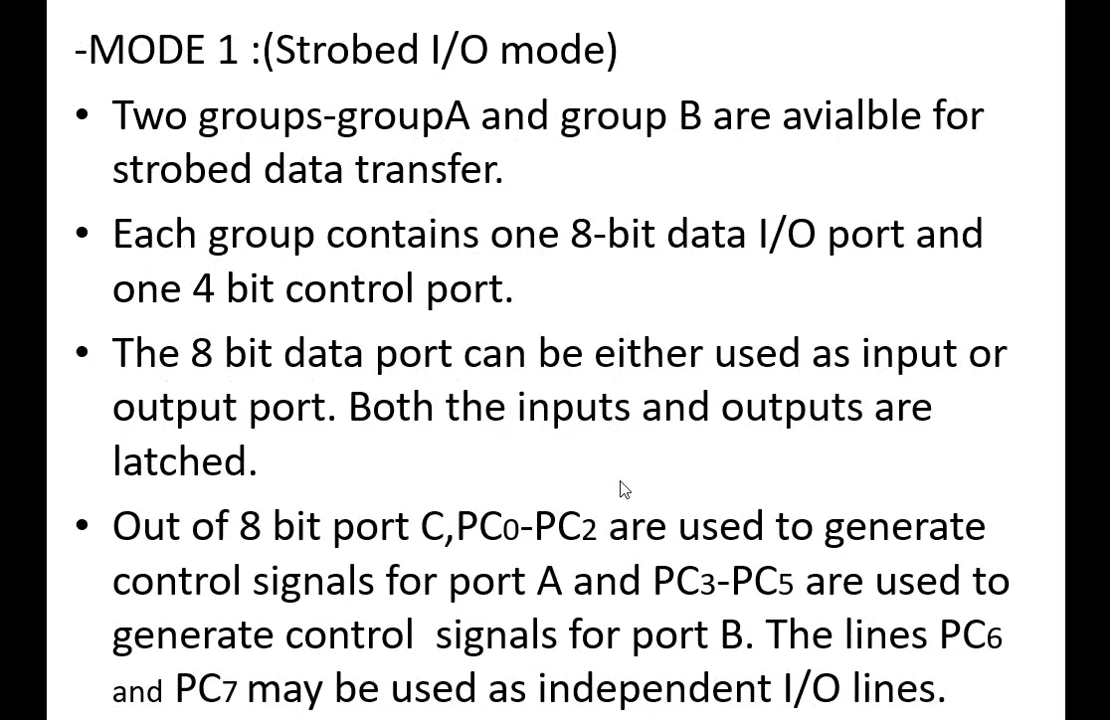 -MODE 1 :(Strobed I/O mode)
• Two groups-groupA and group B are avialble for
strobed data transfer.
• Each group contains one 8-bit data I/O port and
one 4 bit control port.
• The 8 bit data port can be either used as input or
output port. Both the inputs and outputs are
latched.
• Out of 8 bit port C,PC0-PC2 are used to generate
control signals for port A and PC3-PC5 are used to
generate control signals for port B. The lines PC6
and PC7 may be used as independent I/O lines.